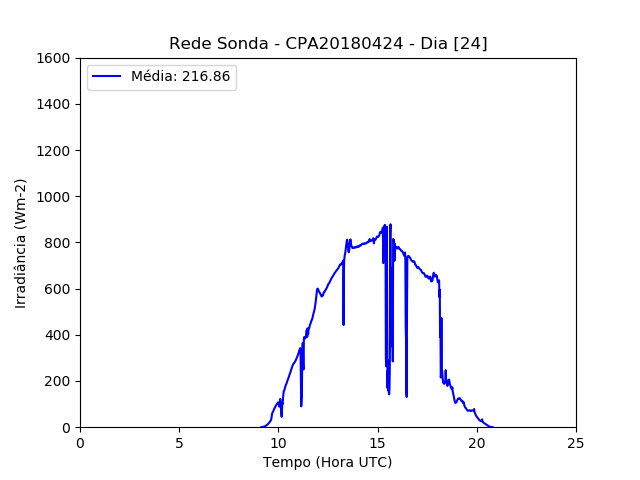 Rede Sonda - CPA20180424 - Dia [24]
Média: 216.86
1600
1400
1200
1000
800
600
400
200
0
Irradiância (Wm-2)
0 5 10 15 20 25
Tempo (Hora UTC)